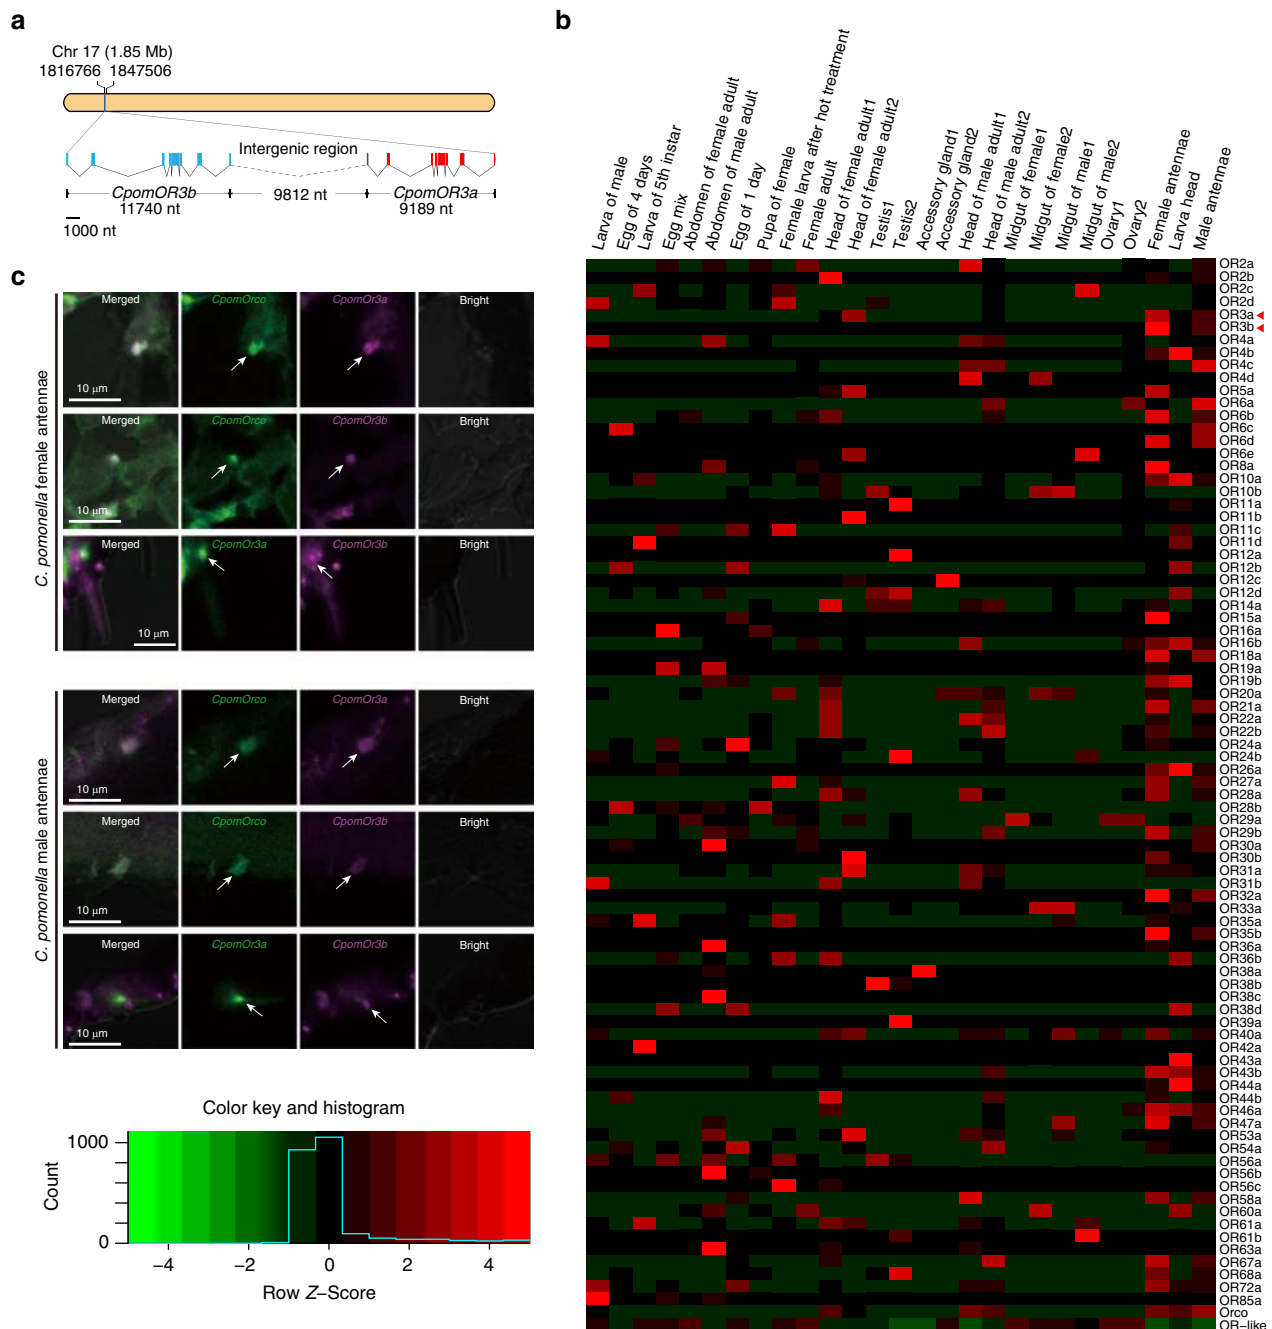 a
Chr 17 (1.85 Mb)
1816766 1847506
Intergenic region
CpomOR3b
9812 nt
CpomOR3a
11740 nt
9189 nt
1000 nt
b
Larva of male
Egg of 4 days
Larva of 5th instar
Egg mix
Abdomen of female adult
Abdomen of male adult
Egg of 1 day
Pupa of female
Female larva after hot treatment
Female adult
Head of female adult1
Head of female adult2
Testis1
Testis2
Accessory gland1
Accessory gland2
Head of male adult1
Head of male adult2
Midgut of female1
Midgut of female2
Midgut of male1
Midgut of male2
Ovary1
Ovary2
Female antennae
Larva head
Male antennae
OR2a
OR2b
OR2c
OR2d
OR3a
OR3b
OR4a
OR4b
OR4c
OR4d
OR5a
OR6a
OR6b
OR6c
OR6d
OR6e
OR8a
OR10a
OR10b
OR11a
OR11b
OR11c
OR11d
OR12a
OR12b
OR12c
OR12d
OR14a
OR15a
OR16a
OR16b
OR18a
OR19a
OR19b
OR20a
OR21a
OR22a
OR22b
OR24a
OR24b
OR26a
OR27a
OR28a
OR28b
OR29a
OR29b
OR30a
OR30b
OR31a
OR31b
OR32a
OR33a
OR35a
OR35b
OR36a
OR36b
OR38a
OR38b
OR38c
OR38d
OR39a
OR40a
OR42a
OR43a
OR43b
OR44a
OR44b
OR46a
OR47a
OR53a
OR54a
OR56a
OR56b
OR56c
OR58a
OR60a
OR61a
OR61b
OR63a
OR67a
OR68a
OR72a
OR85a
Orco
OR−like
c
C. pomonella female antennae
Merged CpomOrco CpomOr3a Bright
10 μm
Merged CpomOrco CpomOr3b Bright
10 μm
Merged CpomOr3a CpomOr3b Bright
10 μm
C. pomonella male antennae
Merged CpomOrco CpomOr3a Bright
10 μm
Merged CpomOrco CpomOr3b Bright
10 μm
Merged CpomOr3a CpomOr3b Bright
10 μm
Color key and histogram
Count
1000
0
−4 −2 0 2 4
Row Z−Score